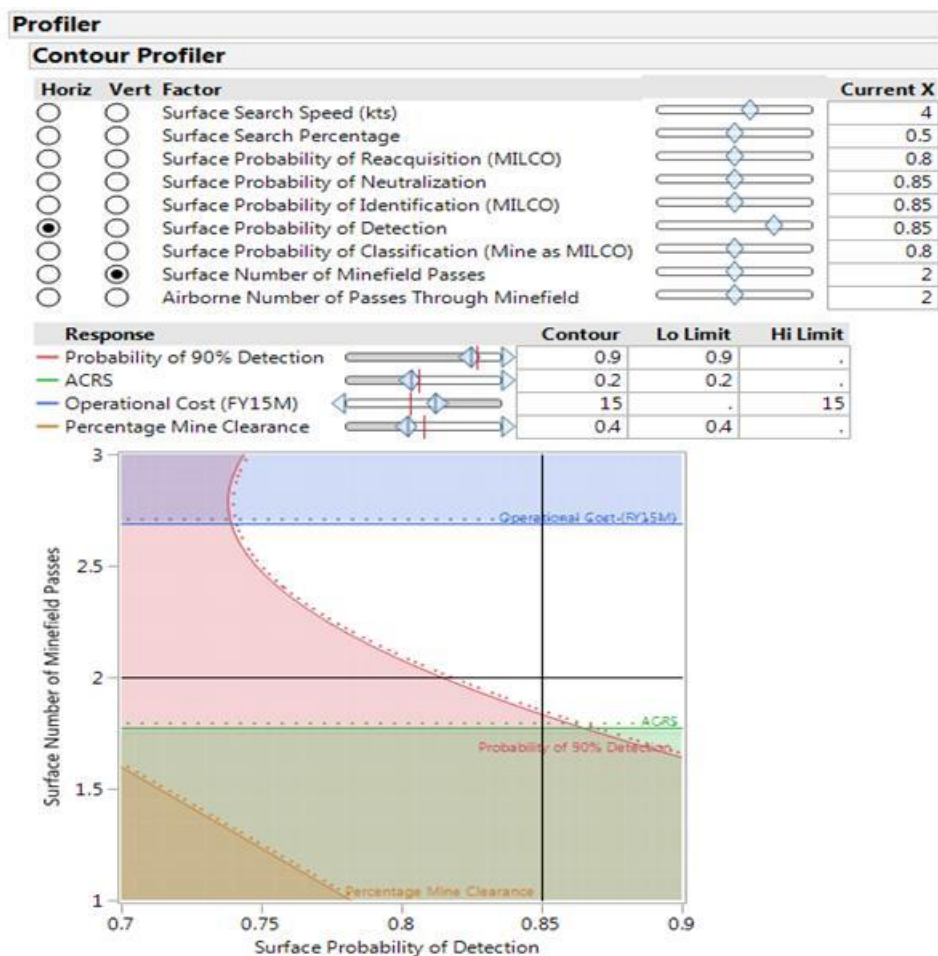 Profiler
Contour Profiler
Horiz Vert Factor Current X
Surface Search Speed (kts) 4
Surface Search Percentage 0.5
Surface Probability of Reacquisition (MILCO) 0.8
Surface Probability of Neutralization 0.85
Surface Probability of Identification (MILCO) 0.85
Surface Probability of Detection 0.85
Surface Probability of Classification (Mine as MILCO) 0.8
Surface Number of Minefield Passes 2
Airborne Number of Passes Through Minefield 2
Response Contour Lo Limit Hi Limit
Probability of 90% Detection 0.9 0.9 .
ACRS 0.2 0.2 .
Operational Cost (FY15M) 15 . 15
Percentage Mine Clearance 0.4 0.4 .
3
Operational Cost (FY15M)
2.5
Surface Number of Minefield Passes
2
ACRS
Probability of 90% Detection
1.5
Percentage Mine Clearance
1
0.7 0.75 0.8 0.85 0.9
Surface Probability of Detection